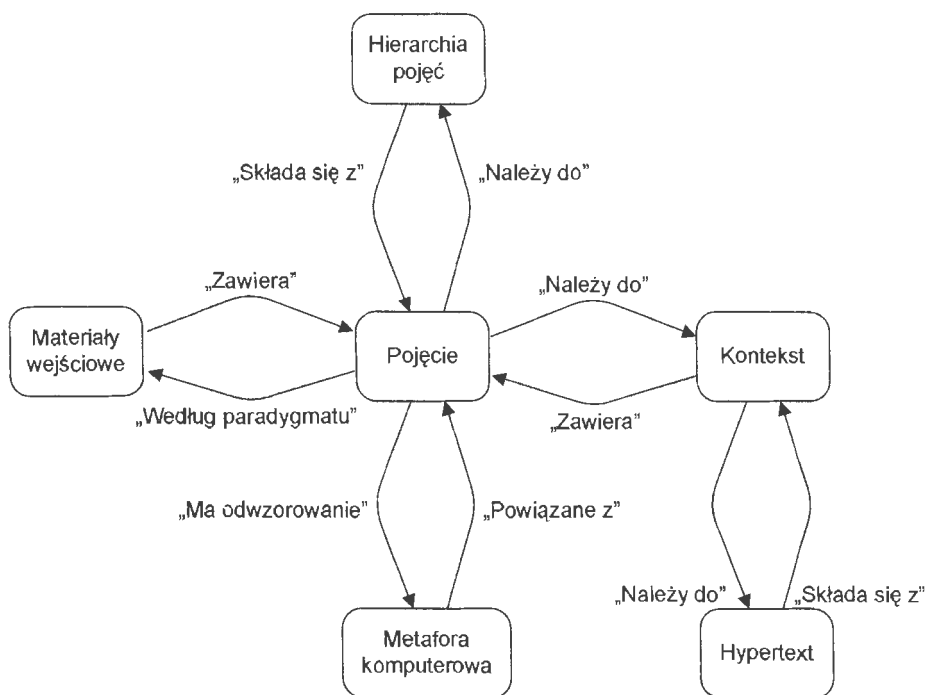 Hierarchia
pojęć
„Składa się z”
„Należy do”
„Zawiera”
„Należy do”
Materiały
wejściowe
Pojęcie
Kontekst
„Według paradygmatu”
„Zawiera”
„Ma odwzorowanie”
„Powiązane z”
„Należy do”
„Składa się z”
Metafora
komputerowa
Hypertext